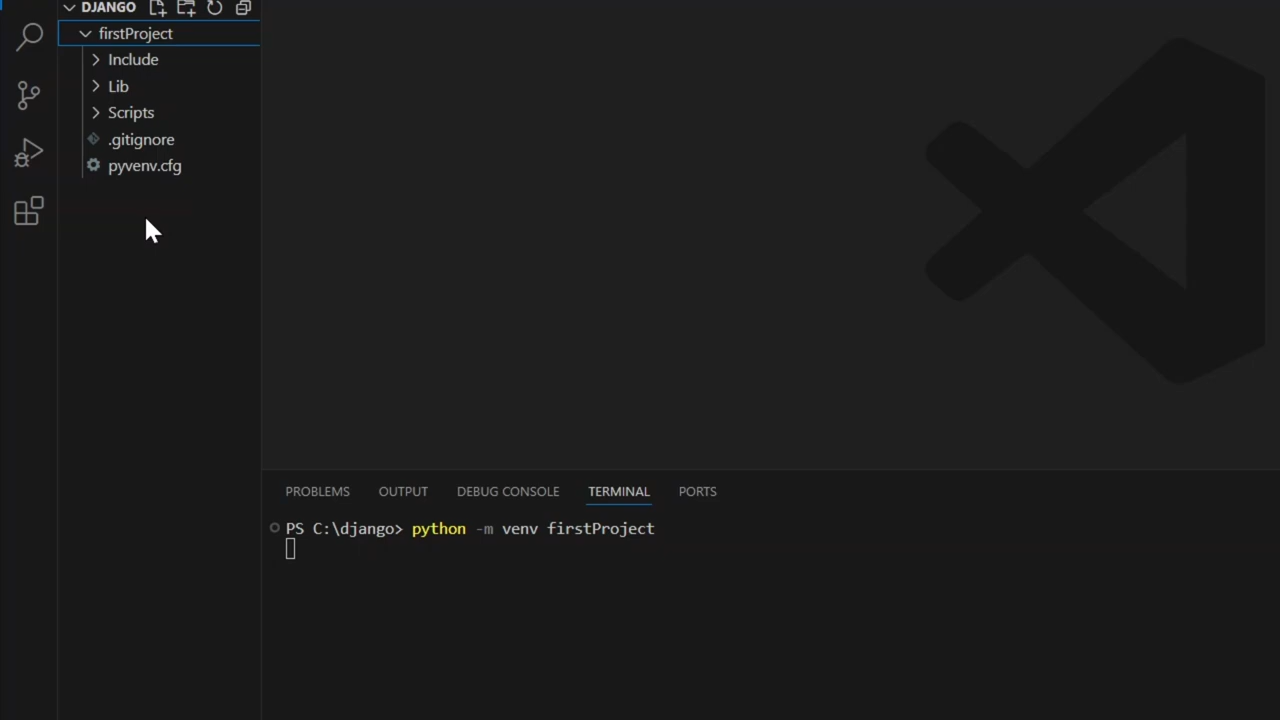 DJANGO
firstProject
Include
Lib
Scripts
.gitignore
pyvenv.cfg
PROBLEMS OUTPUT DEBUG CONSOLE TERMINAL PORTS
PS C:\django> python -m venv firstProject